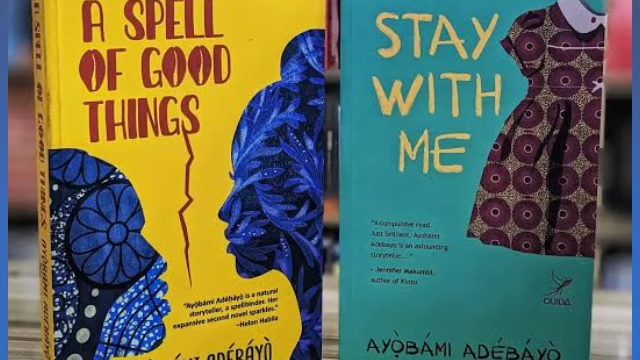 A SPELL
OF GOOD
THINGS
"Ayọ̀bámi Adébáyọ̀ is a natural
storyteller, a spellbinder. Her
expansive second novel sparkles."
-Helon Habila
ADÉBÁYỌ̀
STAY
WITH
ME
"A compulsive read.
Just brilliant. Ayobami
Adebayo is an astounding
storyteller...."
- Jennifer Makumbi,
author of Kintu
OUIDA
AYỌ̀BÁMI ADÉBÁYỌ̀